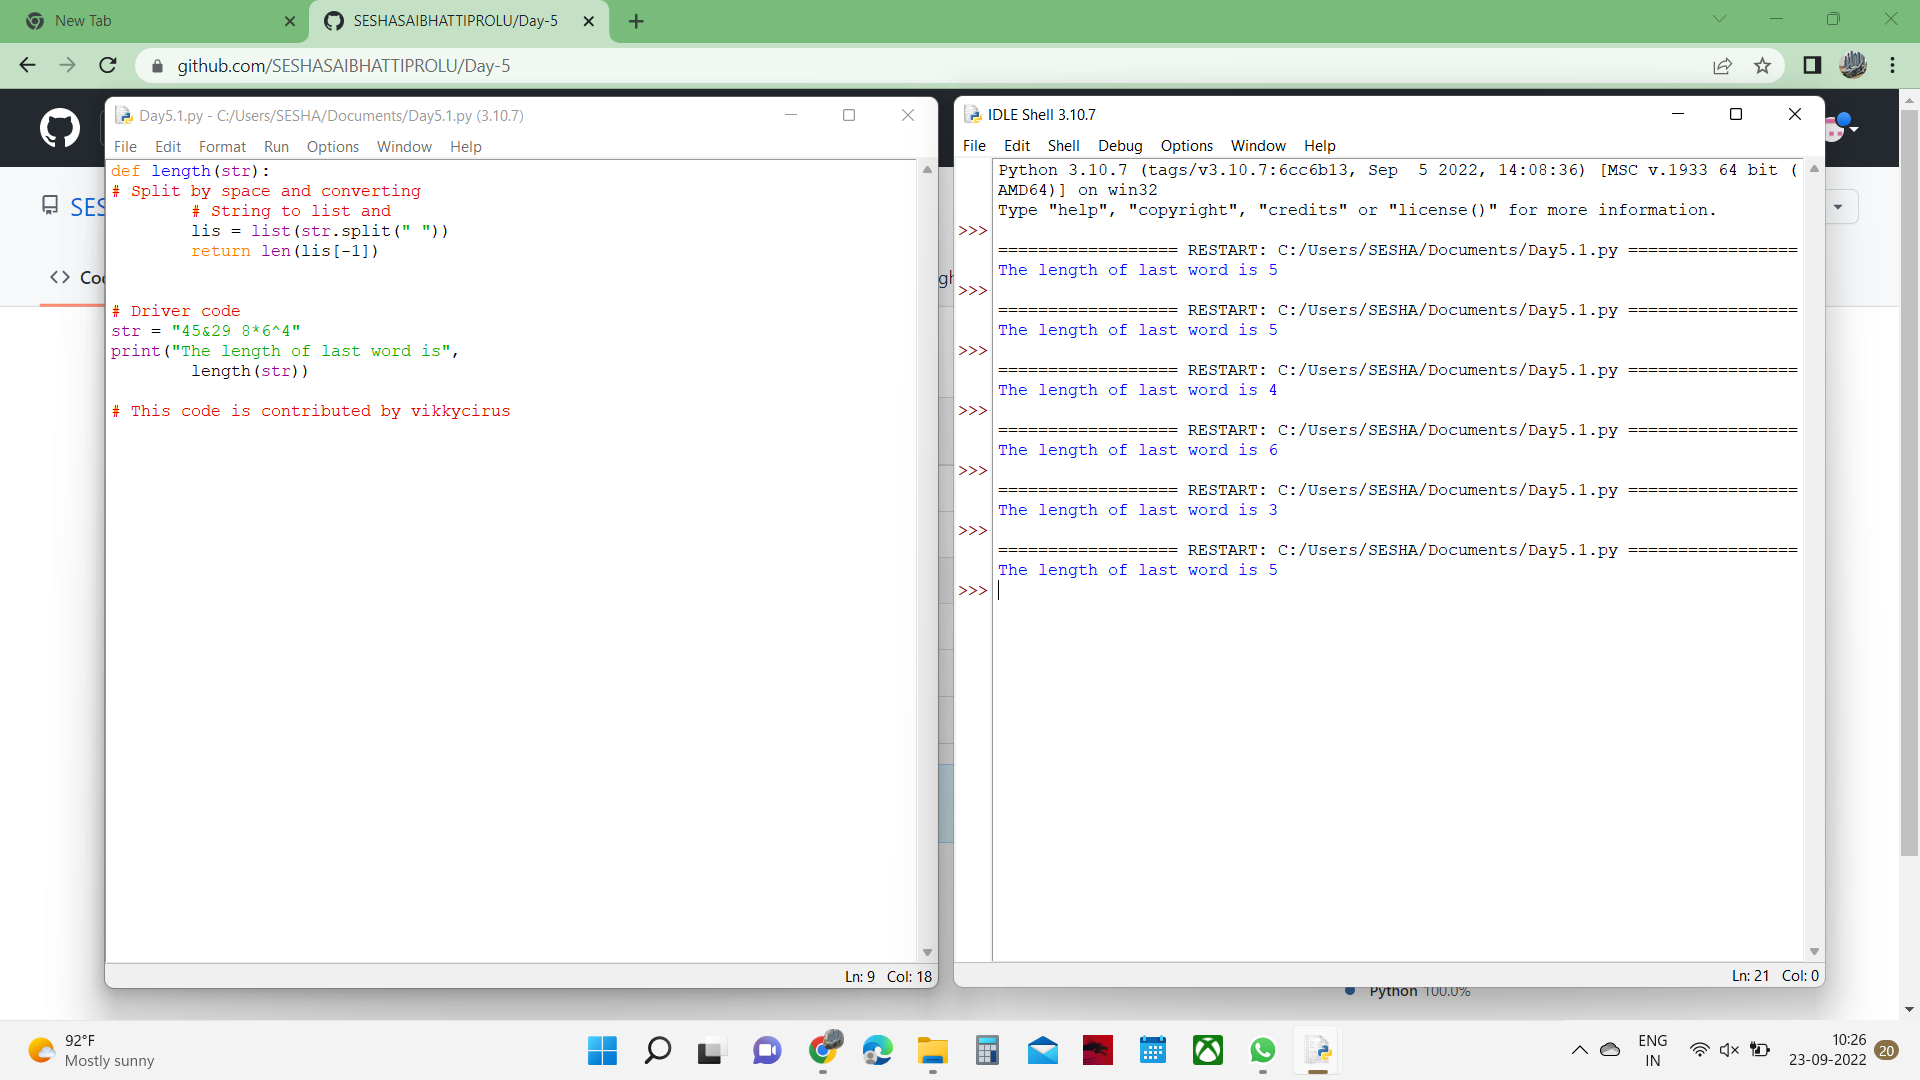 New Tab
SESHASAIBHATTIPROLU/Day-5
github.com/SESHASAIBHATTIPROLU/Day-5
Day5.1.py - C:/Users/SESHA/Documents/Day5.1.py (3.10.7)
File Edit Format Run Options Window Help
def length(str):
# Split by space and converting
# String to list and
lis = list(str.split(" "))
return len(lis[-1])
# Driver code
str = "45&29 8*6^4"
print("The length of last word is",
length(str))
# This code is contributed by vikkycirus
Ln: 9 Col: 18
IDLE Shell 3.10.7
File Edit Shell Debug Options Window Help
Python 3.10.7 (tags/v3.10.7:6cc6b13, Sep  5 2022, 14:08:36) [MSC v.1933 64 bit (
AMD64)] on win32
Type "help", "copyright", "credits" or "license()" for more information.
>>>
================== RESTART: C:/Users/SESHA/Documents/Day5.1.py =================
The length of last word is 5
>>>
================== RESTART: C:/Users/SESHA/Documents/Day5.1.py =================
The length of last word is 5
>>>
================== RESTART: C:/Users/SESHA/Documents/Day5.1.py =================
The length of last word is 4
>>>
================== RESTART: C:/Users/SESHA/Documents/Day5.1.py =================
The length of last word is 6
>>>
================== RESTART: C:/Users/SESHA/Documents/Day5.1.py =================
The length of last word is 3
>>>
================== RESTART: C:/Users/SESHA/Documents/Day5.1.py =================
The length of last word is 5
>>>
Ln: 21 Col: 0
SES
<> Co
gh
Python 100.0%
92°F
Mostly sunny
ENG
IN
10:26
23-09-2022
20